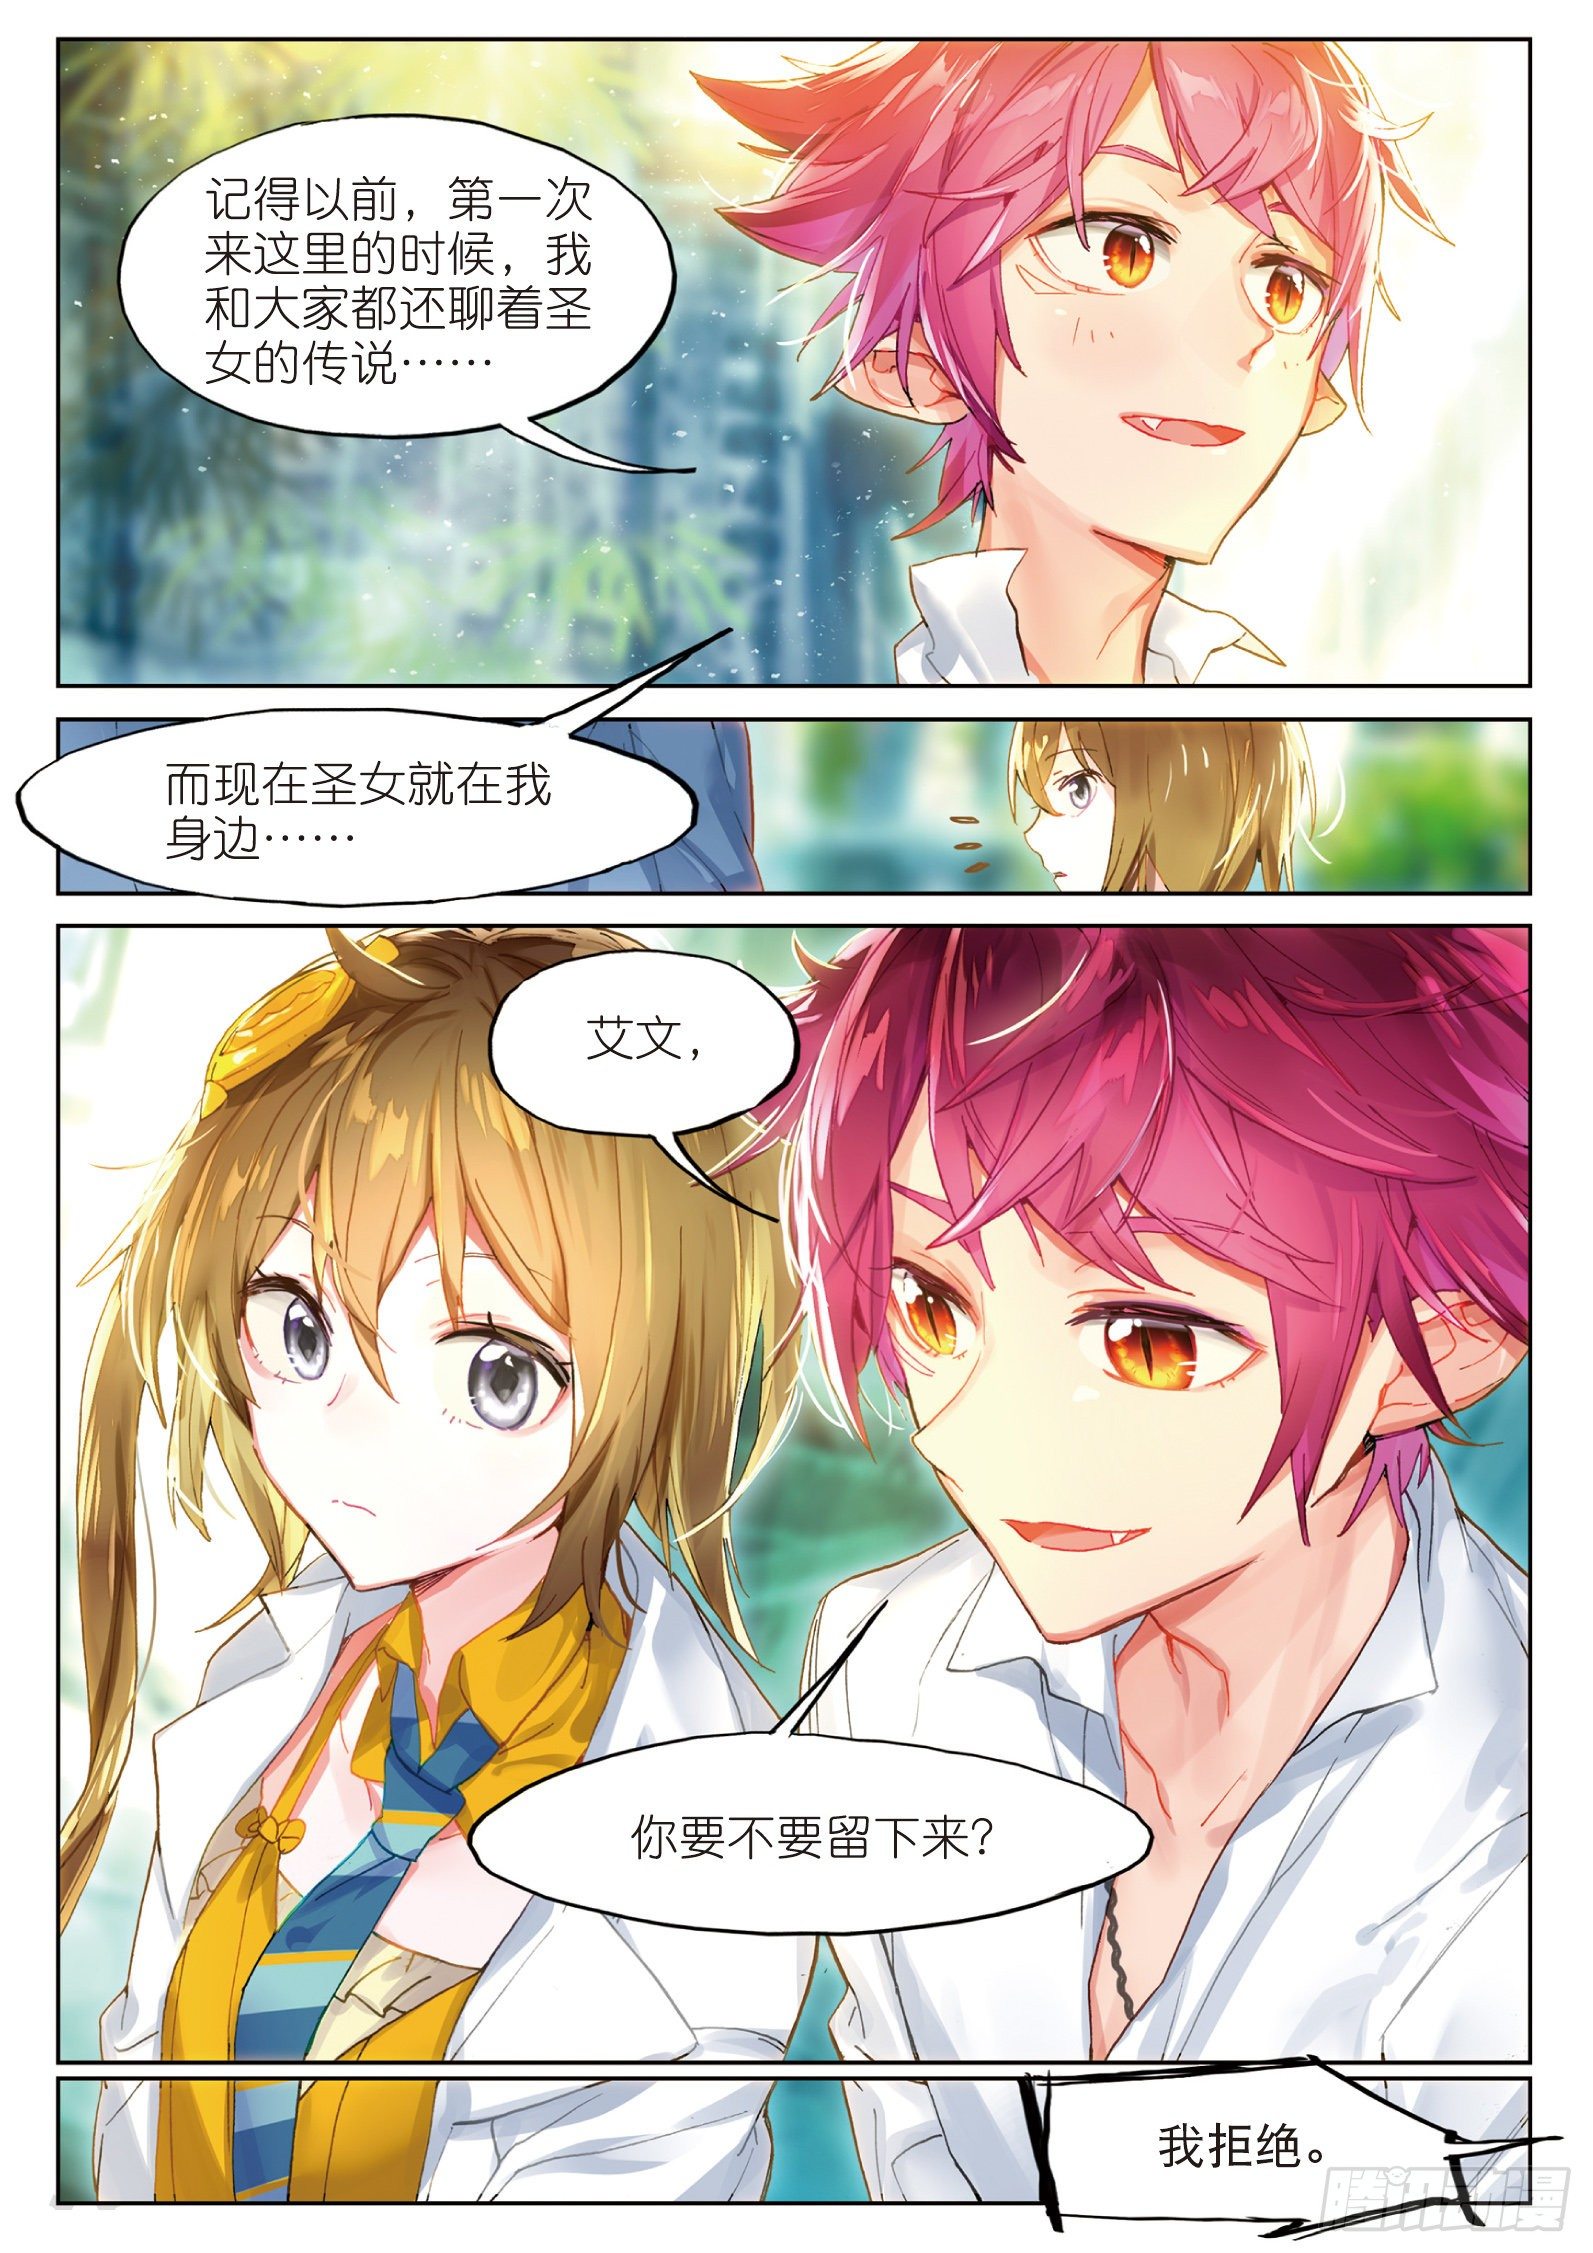 记得以前，第一次
来这里的时候，我
和大家都还聊着圣
女的传说……
而现在圣女就在我
身边……
艾文，
你要不要留下来？
我拒绝。
腾讯动漫